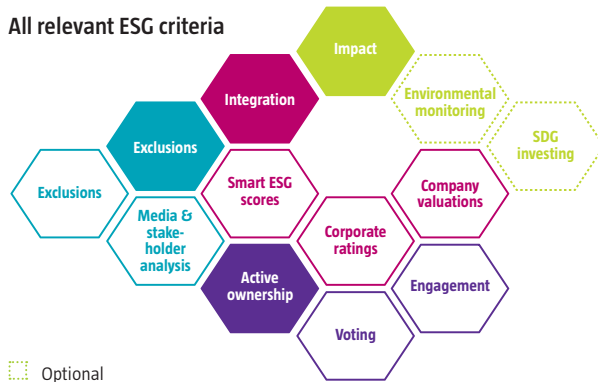 All relevant ESG criteria
Impact
Integration
Environmental
monitoring
Exclusions
SDG
investing
Exclusions
Smart ESG
scores
Company
valuations
Media &
stake-
holder
analysis
Corporate
ratings
Active
ownership
Engagement
Voting
Optional